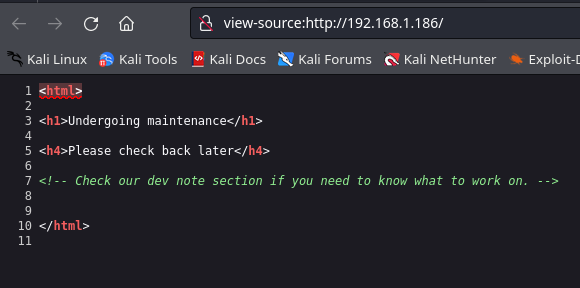 view-source:http://192.168.1.186/
Kali Linux Kali Tools Kali Docs Kali Forums Kali NetHunter Exploit-D
1 <html>
2
3 <h1>Undergoing maintenance</h1>
4
5 <h4>Please check back later</h4>
6
7 <!-- Check our dev note section if you need to know what to work on. -->
8
9
10 </html>
11